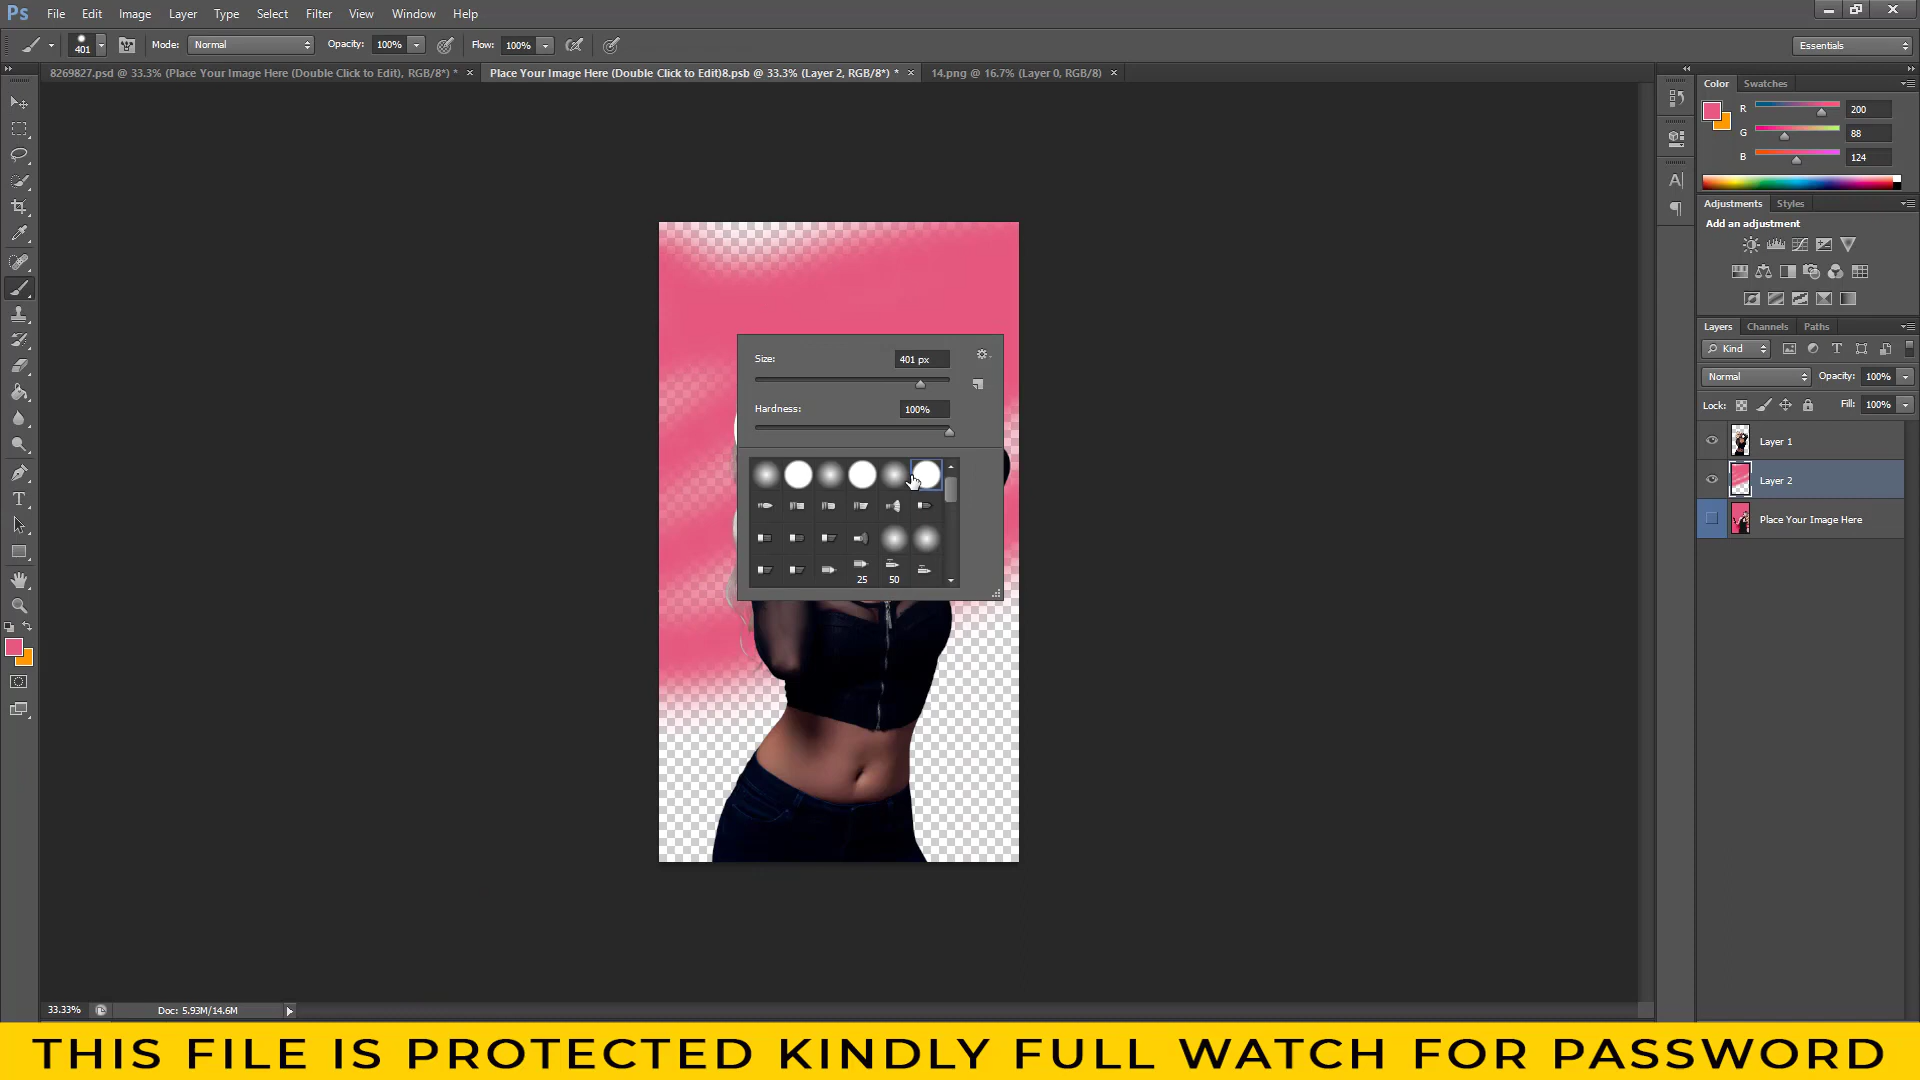 Ps File Edit Image Layer Type Select Filter 3D View Window Help
401 Mode: Normal Opacity: 100% Flow: 100% Essentials
8269827.psd @ 33.3% (Place Your Image Here (Double Click to Edit), RGB/8*) * × Place Your Image Here (Double Click to Edit)8.psb @ 33.3% (Layer 2, RGB/8*) * × 14.png @ 16.7% (Layer 0, RGB/8) ×
Color Swatches
R 200
G 88
B 124
Adjustments Styles
Add an adjustment
Layers Channels Paths
Kind
Normal Opacity: 100%
Lock: Fill: 100%
Layer 1
Layer 2
Place Your Image Here
Size: 401 px
Hardness: 100%
25 50
33.33% Doc: 5.93M/14.6M
THIS FILE IS PROTECTED KINDLY FULL WATCH FOR PASSWORD